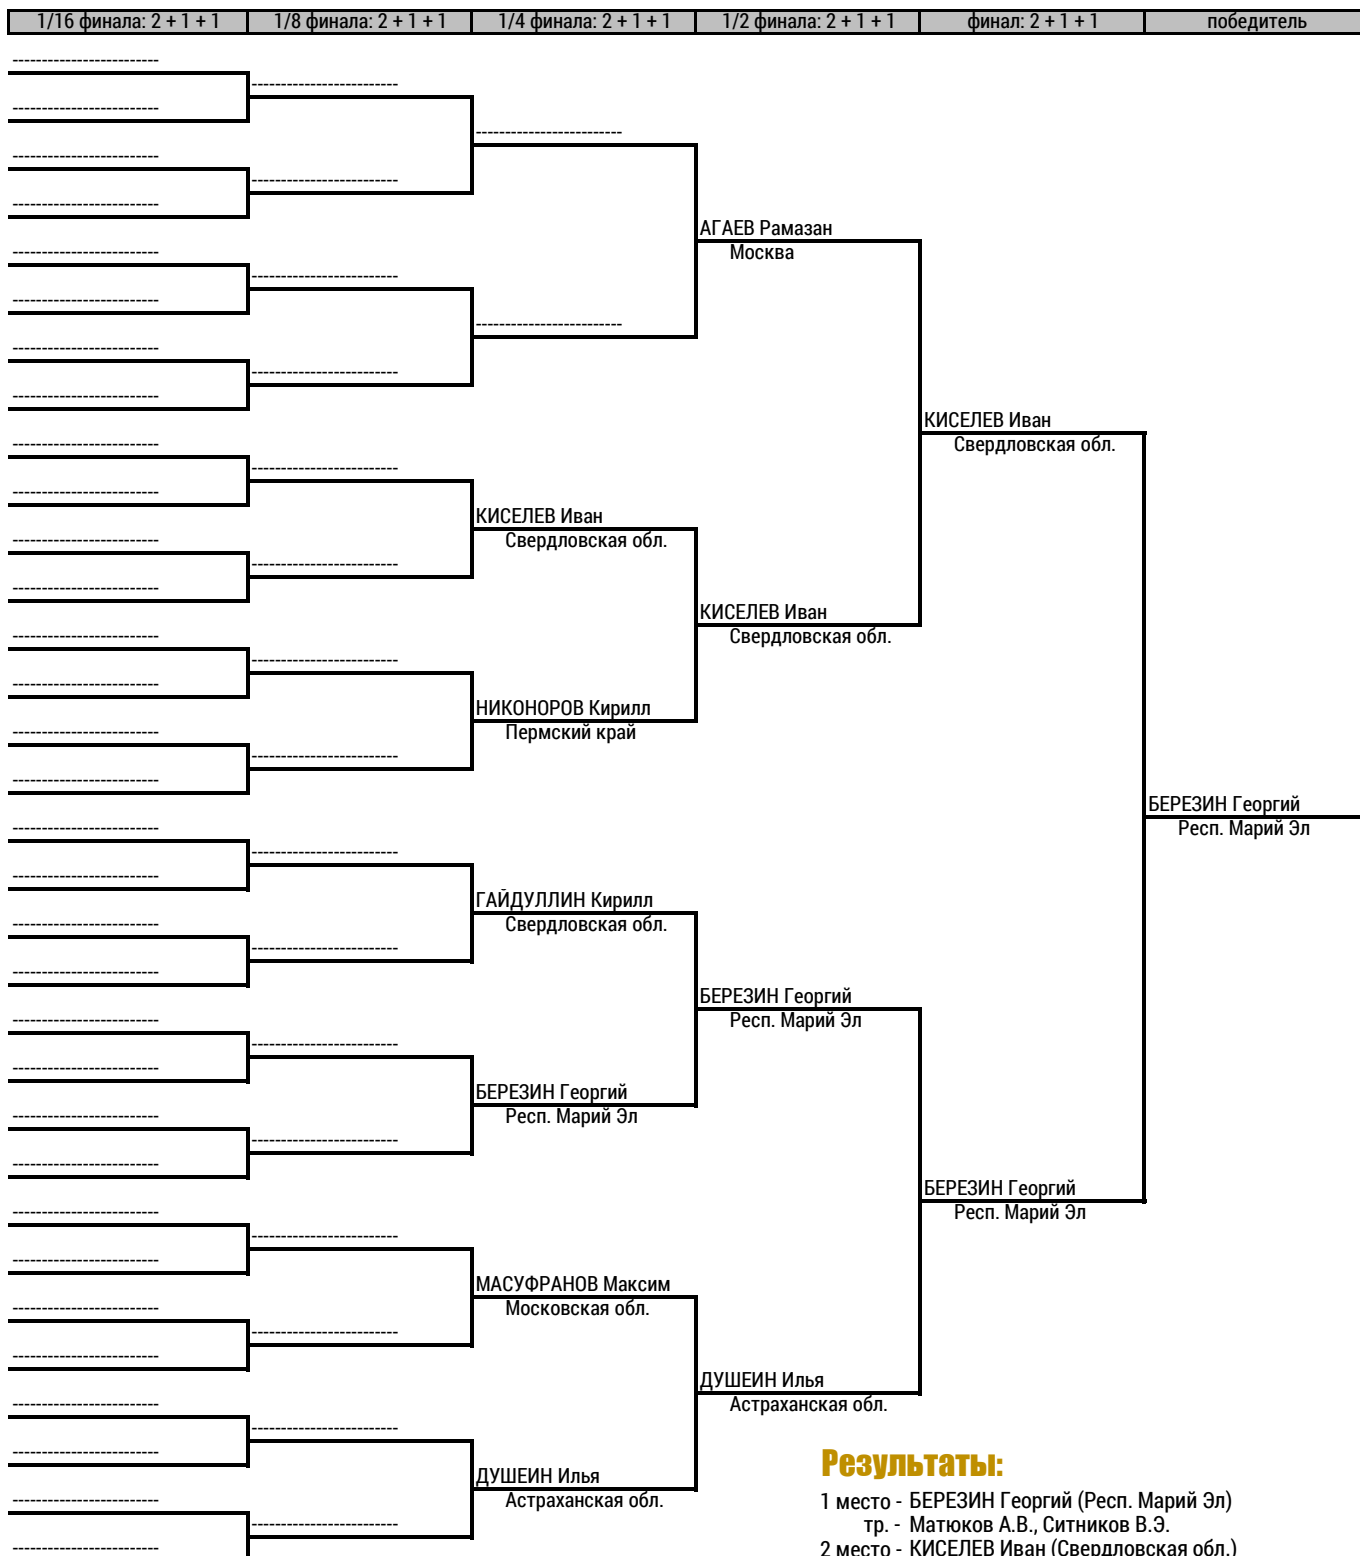 1/16 финала: 2 + 1 + 1 1/8 финала: 2 + 1 + 1 1/4 финала: 2 + 1 + 1 1/2 финала: 2 + 1 + 1 финал: 2 + 1 + 1 победитель
АГАЕВ Рамазан
Москва
КИСЕЛЕВ Иван
Свердловская обл.
КИСЕЛЕВ Иван
Свердловская обл.
КИСЕЛЕВ Иван
Свердловская обл.
НИКОНОРОВ Кирилл
Пермский край
БЕРЕЗИН Георгий
Респ. Марий Эл
ГАЙДУЛЛИН Кирилл
Свердловская обл.
БЕРЕЗИН Георгий
Респ. Марий Эл
БЕРЕЗИН Георгий
Респ. Марий Эл
БЕРЕЗИН Георгий
Респ. Марий Эл
МАСУФРАНОВ Максим
Московская обл.
ДУШЕИН Илья
Астраханская обл.
ДУШЕИН Илья
Астраханская обл.
Результаты:
1 место - БЕРЕЗИН Георгий (Респ. Марий Эл)
тр. - Матюков А.В., Ситников В.Э.
2 место - КИСЕЛЕВ Иван (Свердловская обл.)